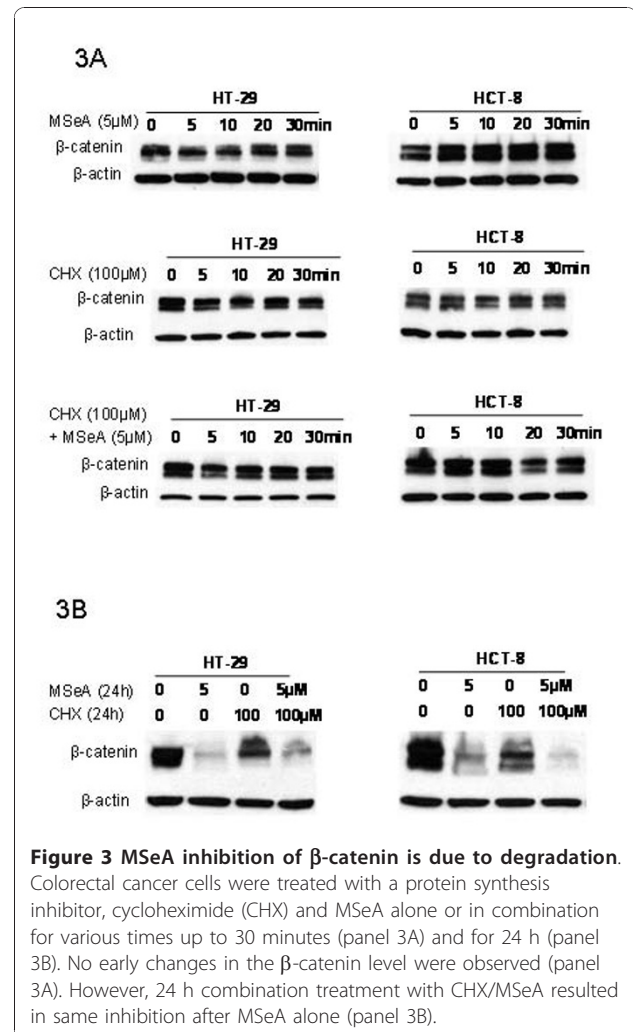 3A
HT-29 HCT-8
MSeA (5µM) 0 5 10 20 30min 0 5 10 20 30min
β-catenin
β-actin
HT-29 HCT-8
CHX (100µM) 0 5 10 20 30min 0 5 10 20 30min
β-catenin
β-actin
CHX (100µM) HT-29 HCT-8
+ MSeA (5µM) 0 5 10 20 30min 0 5 10 20 30min
β-catenin
β-actin
3B
HT-29 HCT-8
MSeA (24h) 0 5 0 5µM 0 5 0 5µM
CHX (24h) 0 0 100 100µM 0 0 100 100µM
β-catenin
β-actin
Figure 3 MSeA inhibition of β-catenin is due to degradation.
Colorectal cancer cells were treated with a protein synthesis
inhibitor, cycloheximide (CHX) and MSeA alone or in combination
for various times up to 30 minutes (panel 3A) and for 24 h (panel
3B). No early changes in the β-catenin level were observed (panel
3A). However, 24 h combination treatment with CHX/MSeA resulted
in same inhibition after MSeA alone (panel 3B).